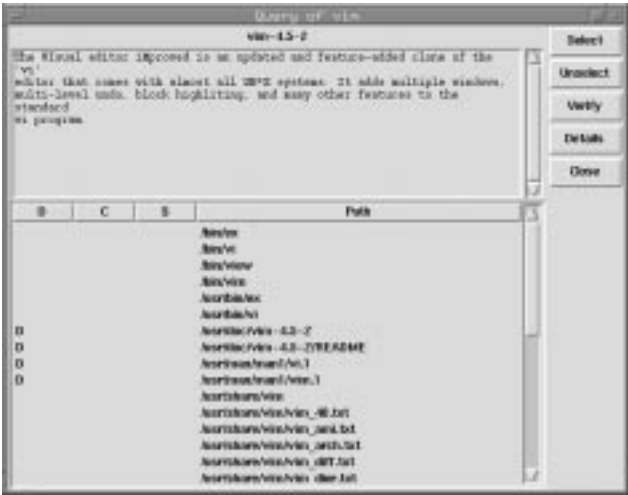 Query of vim
vim-4.5-2
Select
The VIsual editor iMproved is an updated and feature-added clone of the
'vi'
editor that comes with almost all UN*X systems. It adds multiple windows,
multi-level undo, block highliting, and many other features to the
standard
vi program.
Unselect
Verify
Details
Close
D C S Path
/bin/ex
/bin/vi
/bin/view
/bin/vim
/usr/bin/ex
/usr/bin/vi
D /usr/doc/vim-4.5-2
D /usr/doc/vim-4.5-2/README
D /usr/man/man1/vi.1
D /usr/man/man1/vim.1
/usr/share/vim
/usr/share/vim/vim_40.txt
/usr/share/vim/vim_ami.txt
/usr/share/vim/vim_arch.txt
/usr/share/vim/vim_diff.txt